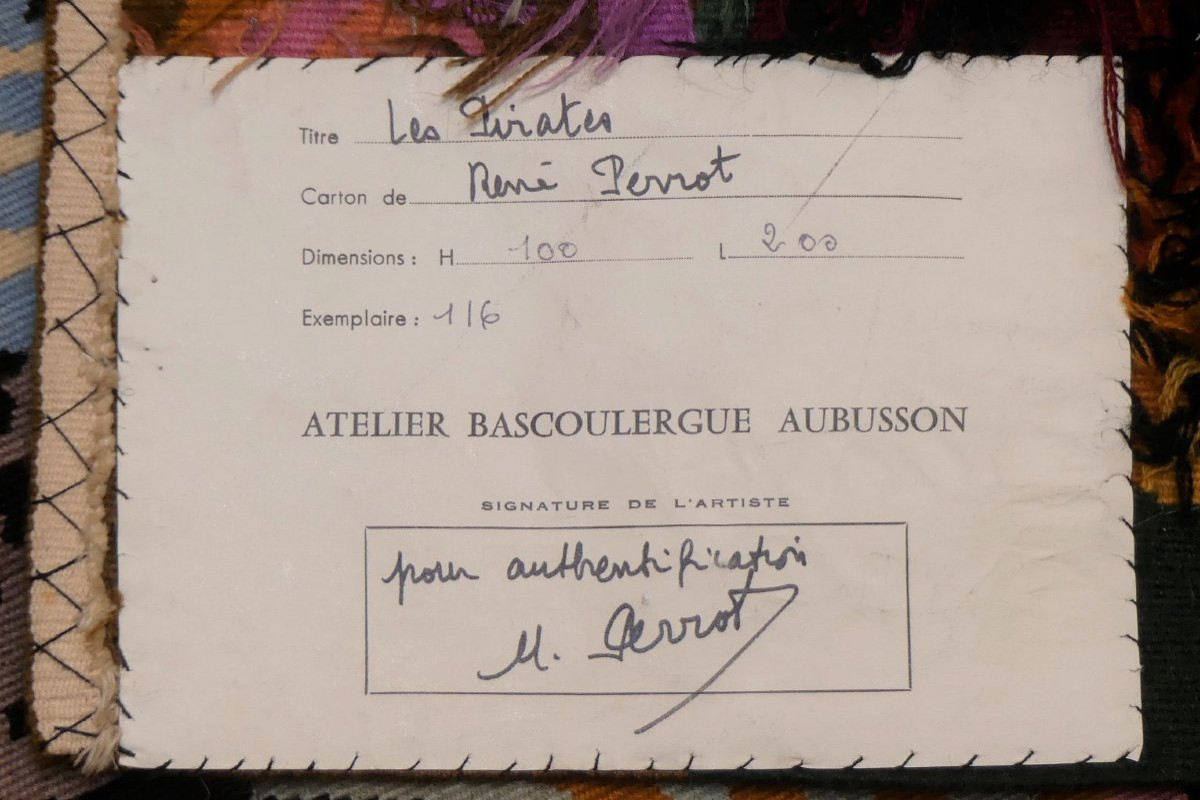 Titre Les Pirates
Carton de René Perrot
Dimensions : H 100 L 200
Exemplaire : 1/6
ATELIER BASCOULERGUE AUBUSSON
SIGNATURE DE L'ARTISTE
pour authentification
M. Perrot